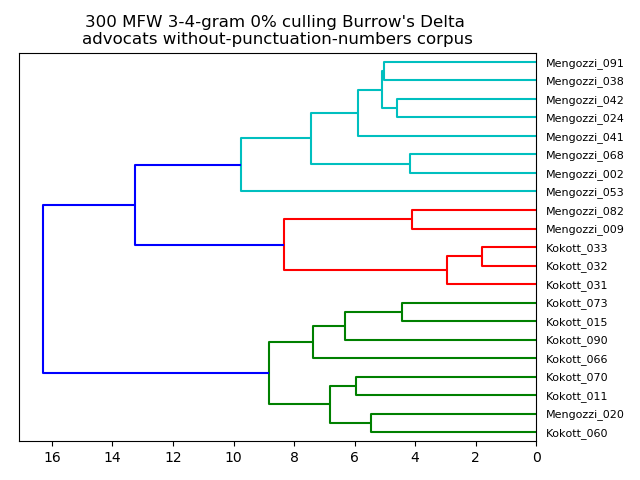 300 MFW 3-4-gram 0% culling Burrow's Delta
advocats without-punctuation-numbers corpus
Mengozzi_091
Mengozzi_038
Mengozzi_042
Mengozzi_024
Mengozzi_041
Mengozzi_068
Mengozzi_002
Mengozzi_053
Mengozzi_082
Mengozzi_009
Kokott_033
Kokott_032
Kokott_031
Kokott_073
Kokott_015
Kokott_090
Kokott_066
Kokott_070
Kokott_011
Mengozzi_020
Kokott_060
16 14 12 10 8 6 4 2 0